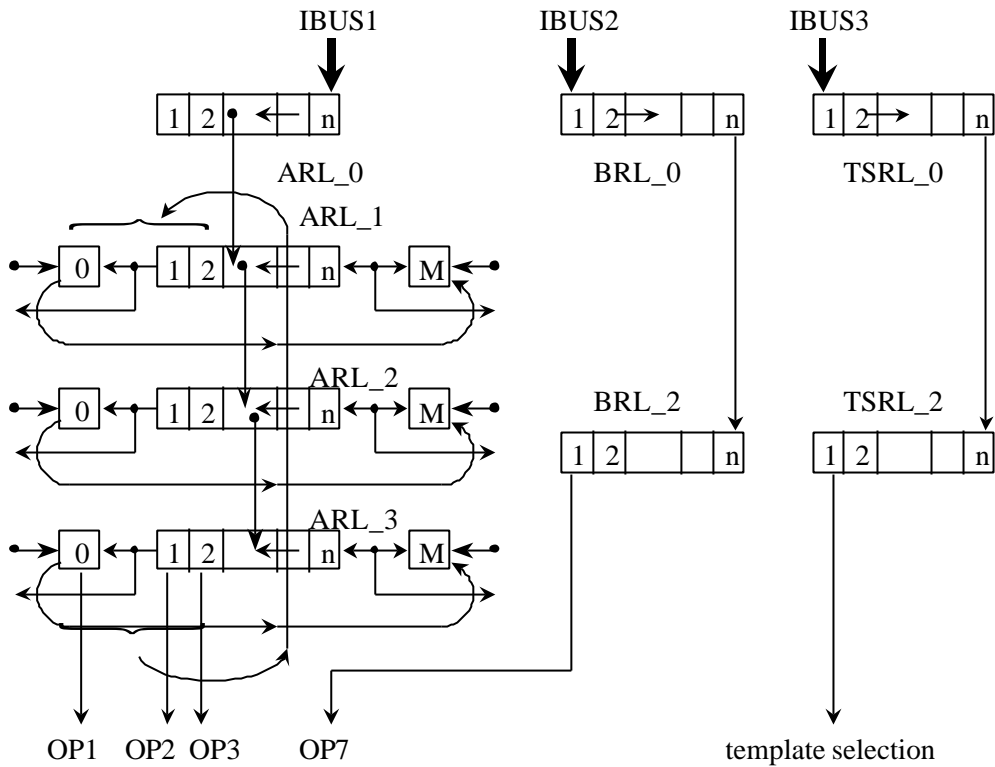 IBUS1 IBUS2 IBUS3
1 2 n 1 2 n 1 2 n
ARL_0 BRL_0 TSRL_0
ARL_1
0 1 2 n M
ARL_2 BRL_2 TSRL_2
0 1 2 n M
1 2 n 1 2 n
ARL_3
0 1 2 n M
OP1 OP2 OP3 OP7 template selection